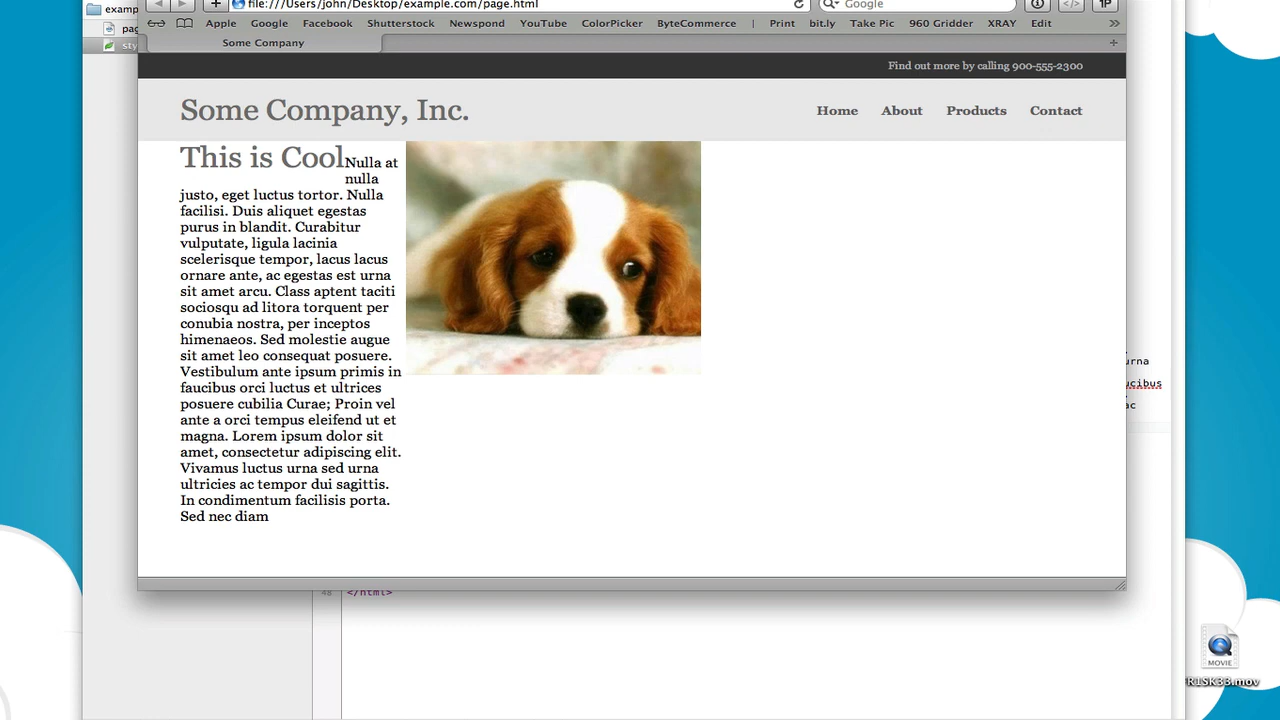 examp
file:///Users/john/Desktop/example.com/page.html
Google
Apple Google Facebook Shutterstock Newspond YouTube ColorPicker ByteCommerce | Print bit.ly Take Pic 960 Gridder XRAY Edit >>
pag
sty
Some Company
Find out more by calling 900-555-2300
Some Company, Inc.
Home About Products Contact
This is Cool
Nulla at
nulla
justo, eget luctus tortor. Nulla
facilisi. Duis aliquet egestas
purus in blandit. Curabitur
vulputate, ligula lacinia
scelerisque tempor, lacus lacus
ornare ante, ac egestas est urna
sit amet arcu. Class aptent taciti
sociosqu ad litora torquent per
conubia nostra, per inceptos
himenaeos. Sed molestie augue
sit amet leo consequat posuere.
Vestibulum ante ipsum primis in
faucibus orci luctus et ultrices
posuere cubilia Curae; Proin vel
ante a orci tempus eleifend ut et
magna. Lorem ipsum dolor sit
amet, consectetur adipiscing elit.
Vivamus luctus urna sed urna
ultricies ac tempor dui sagittis.
In condimentum facilisis porta.
Sed nec diam
urna
ucibus
ac
48 </html>
MOVIE
R1SK33.mov